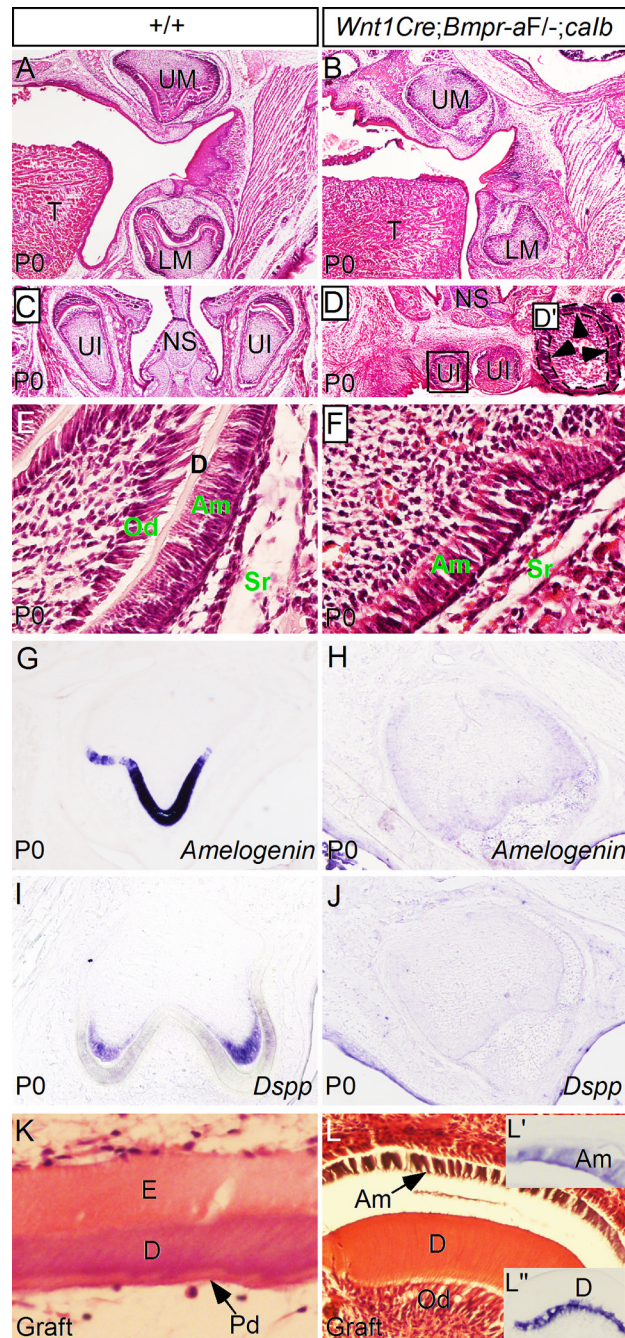 +/+
Wnt1Cre;Bmpr-aF/-;caIb
A
UM
T
LM
P0
B
UM
T
LM
P0
C
UI
NS
UI
P0
D
NS
D'
UI
UI
P0
E
D
Od
Am
Sr
P0
F
Am
Sr
P0
G
P0
Amelogenin
H
P0
Amelogenin
I
P0
Dspp
J
P0
Dspp
K
E
D
Pd
Graft
L
L'
Am
Am
D
L"
D
Od
Graft